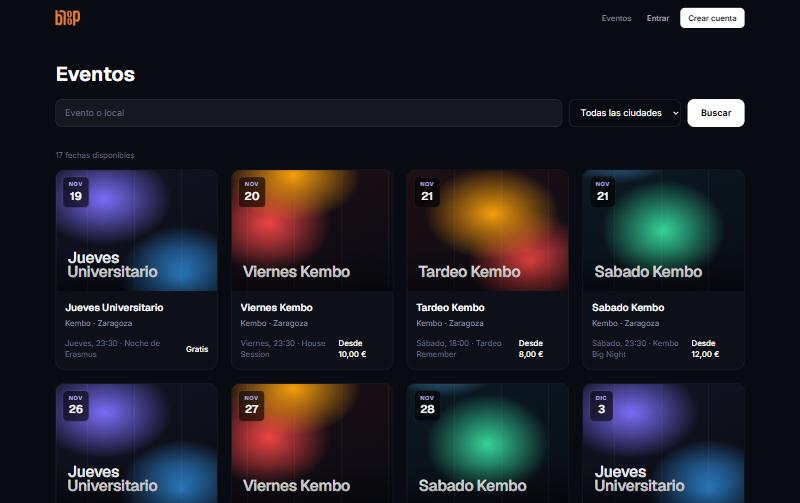 bloop
Eventos
Entrar
Crear cuenta
Eventos
Evento o local
Todas las ciudades
Buscar
17 fechas disponibles
NOV
19
Jueves
Universitario
Jueves Universitario
Kembo · Zaragoza
Jueves, 23:30 · Noche de
Erasmus
Gratis
NOV
20
Viernes Kembo
Viernes Kembo
Kembo · Zaragoza
Viernes, 23:30 · House
Session
Desde
10,00 €
NOV
21
Tardeo Kembo
Tardeo Kembo
Kembo · Zaragoza
Sábado, 18:00 · Tardeo
Remember
Desde
8,00 €
NOV
21
Sabado Kembo
Sabado Kembo
Kembo · Zaragoza
Sábado, 23:30 · Kembo
Big Night
Desde
12,00 €
NOV
26
Jueves
Universitario
NOV
27
Viernes Kembo
NOV
28
Sabado Kembo
DIC
3
Jueves
Universitario